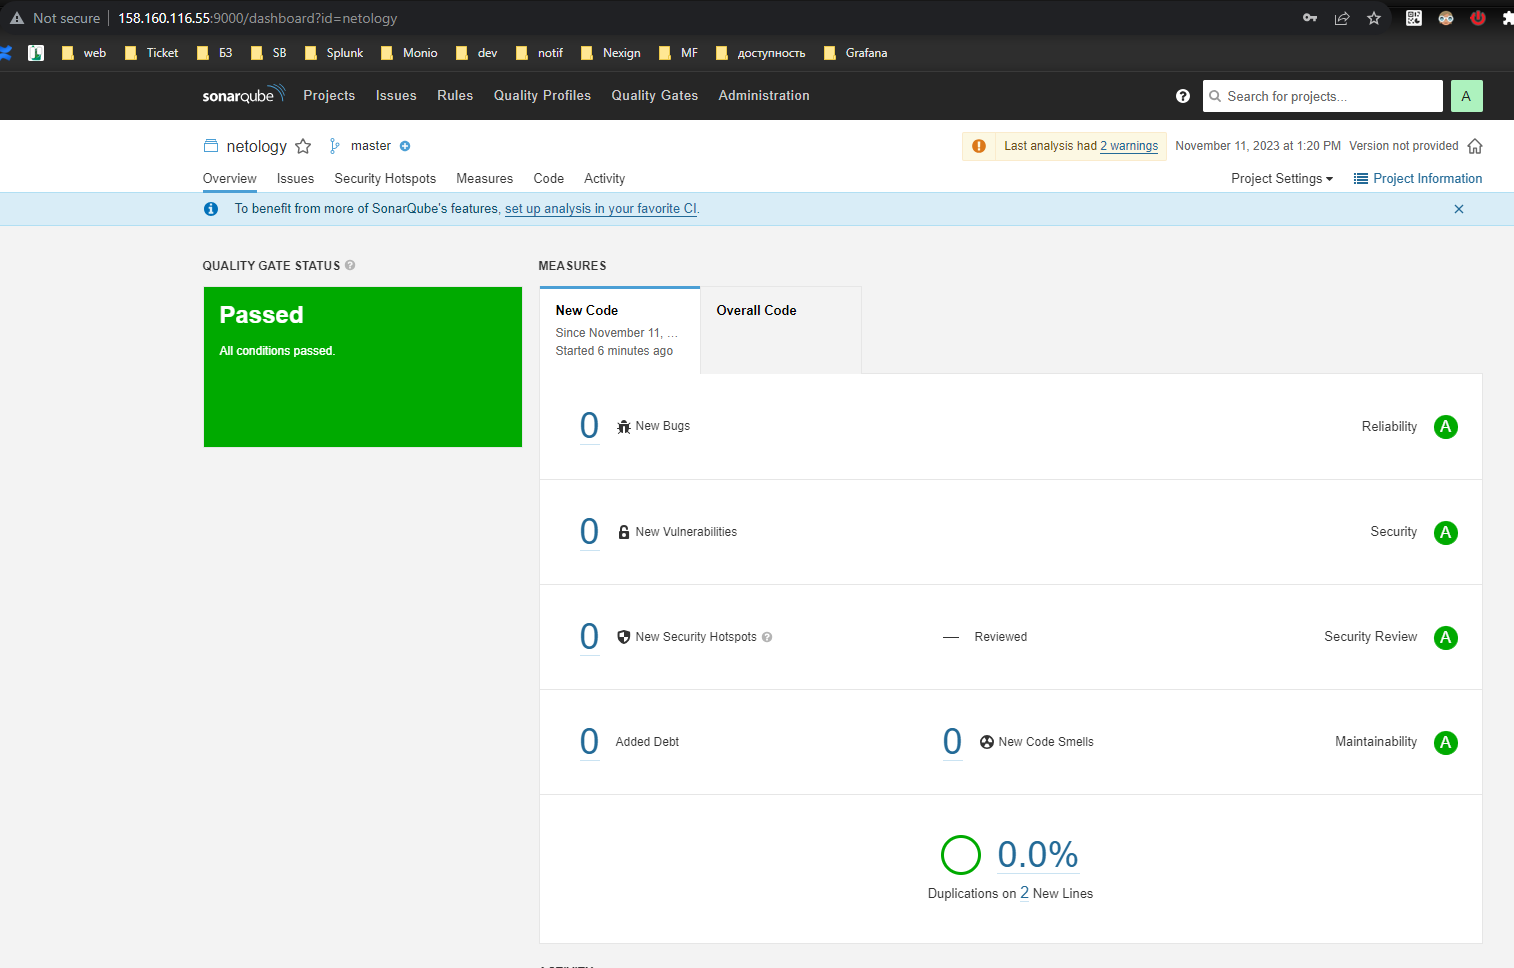 Not secure 158.160.116.55:9000/dashboard?id=netology
web Ticket БЗ SB Splunk Monio dev notif Nexign MF доступность Grafana
sonarqube Projects Issues Rules Quality Profiles Quality Gates Administration Search for projects... A
netology master Last analysis had 2 warnings November 11, 2023 at 1:20 PM Version not provided
Overview Issues Security Hotspots Measures Code Activity Project Settings Project Information
To benefit from more of SonarQube's features, set up analysis in your favorite CI.
QUALITY GATE STATUS
MEASURES
Passed
All conditions passed.
New Code
Since November 11, ...
Started 6 minutes ago
Overall Code
0 New Bugs Reliability A
0 New Vulnerabilities Security A
0 New Security Hotspots — Reviewed Security Review A
0 Added Debt 0 New Code Smells Maintainability A
0.0%
Duplications on 2 New Lines